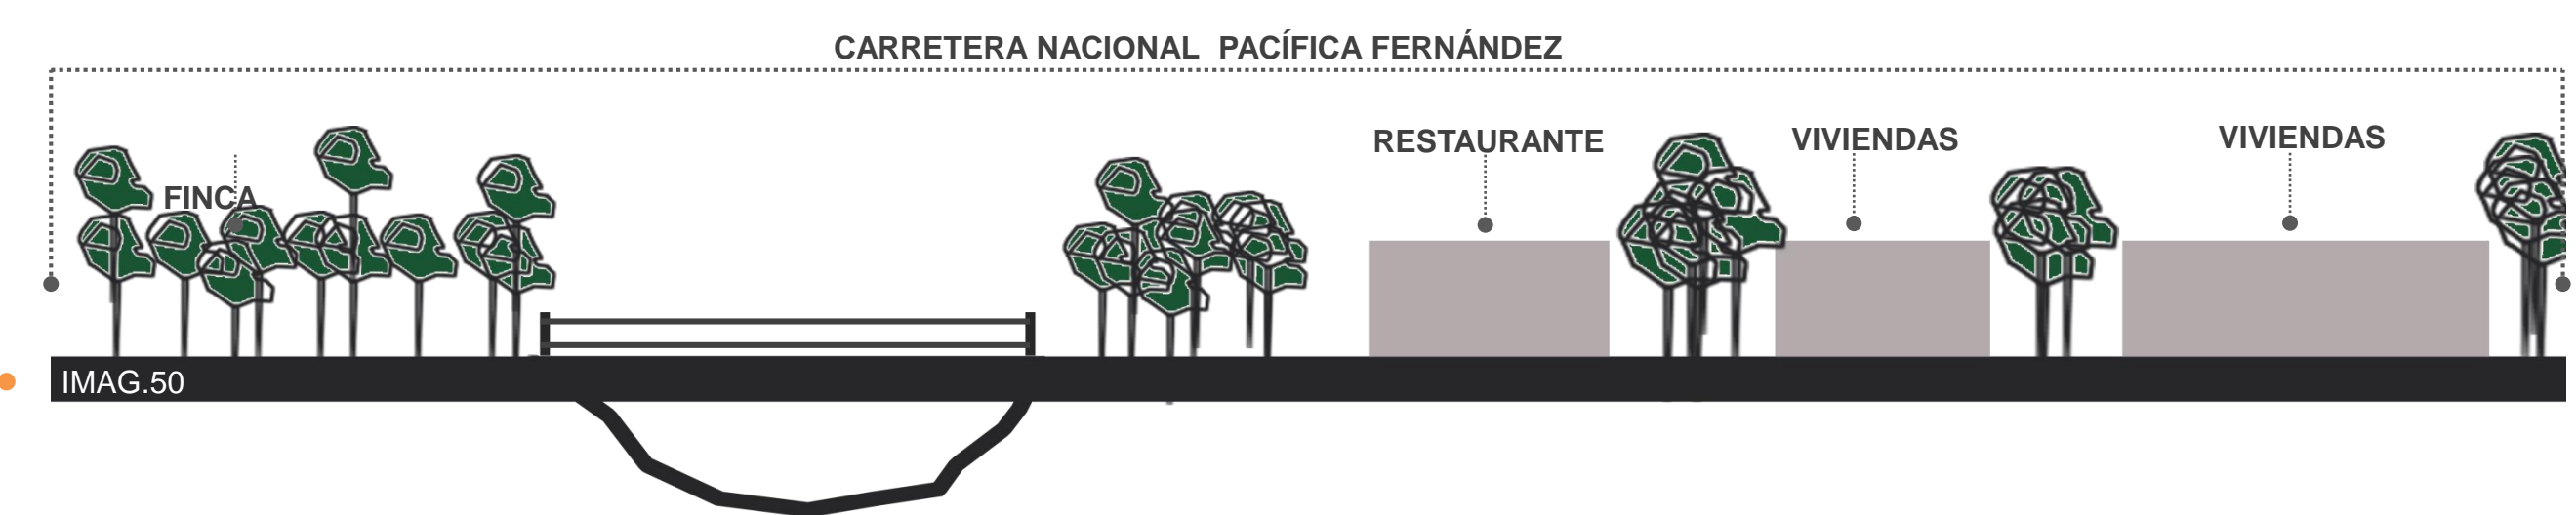 CARRETERA NACIONAL  PACÍFICA FERNÁNDEZ
RESTAURANTE
VIVIENDAS
VIVIENDAS
FINCA
IMAG.50